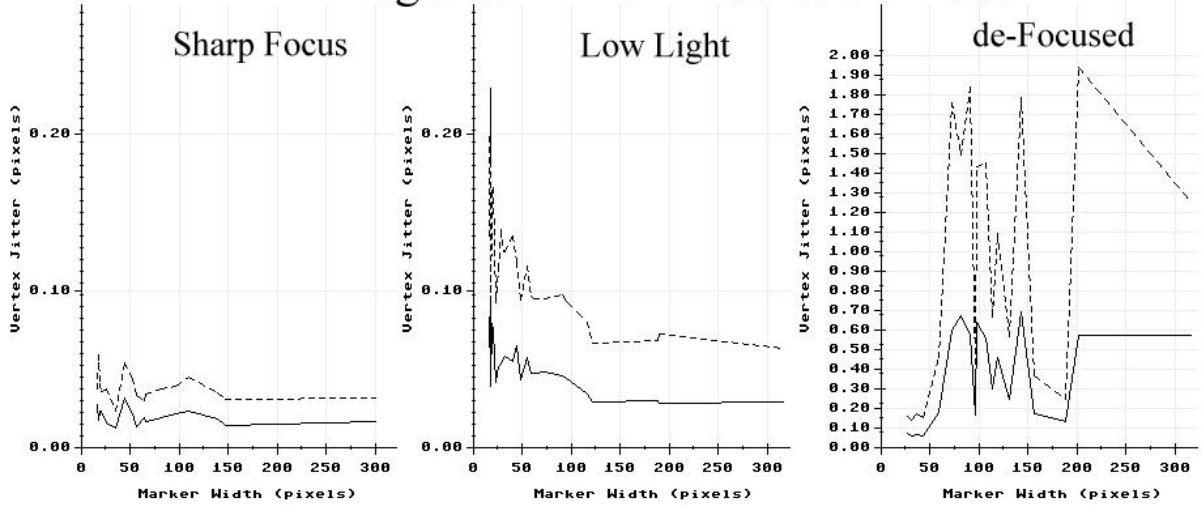 Sharp Focus
Vertex Jitter (pixels)
0.20
0.10
0.00
0 50 100 150 200 250 300
Marker Width (pixels)
Low Light
Vertex Jitter (pixels)
0.20
0.10
0.00
0 50 100 150 200 250 300
Marker Width (pixels)
de-Focused
Vertex Jitter (pixels)
2.00
1.90
1.80
1.70
1.60
1.50
1.40
1.30
1.20
1.10
1.00
0.90
0.80
0.70
0.60
0.50
0.40
0.30
0.20
0.10
0.00
0 50 100 150 200 250 300
Marker Width (pixels)